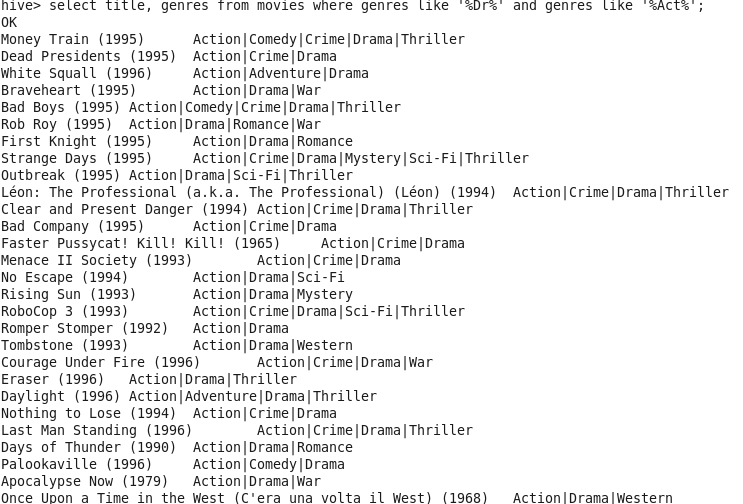 hive> select title, genres from movies where genres like '%Dr%' and genres like '%Act%';
OK
Money Train (1995)	Action|Comedy|Crime|Drama|Thriller
Dead Presidents (1995)	Action|Crime|Drama
White Squall (1996)	Action|Adventure|Drama
Braveheart (1995)	Action|Drama|War
Bad Boys (1995)	Action|Comedy|Crime|Drama|Thriller
Rob Roy (1995)	Action|Drama|Romance|War
First Knight (1995)	Action|Drama|Romance
Strange Days (1995)	Action|Crime|Drama|Mystery|Sci-Fi|Thriller
Outbreak (1995)	Action|Drama|Sci-Fi|Thriller
Léon: The Professional (a.k.a. The Professional) (Léon) (1994)	Action|Crime|Drama|Thriller
Clear and Present Danger (1994)	Action|Crime|Drama|Thriller
Bad Company (1995)	Action|Crime|Drama
Faster Pussycat! Kill! Kill! (1965)	Action|Crime|Drama
Menace II Society (1993)	Action|Crime|Drama
No Escape (1994)	Action|Drama|Sci-Fi
Rising Sun (1993)	Action|Drama|Mystery
RoboCop 3 (1993)	Action|Crime|Drama|Sci-Fi|Thriller
Romper Stomper (1992)	Action|Drama
Tombstone (1993)	Action|Drama|Western
Courage Under Fire (1996)	Action|Crime|Drama|War
Eraser (1996)	Action|Drama|Thriller
Daylight (1996)	Action|Adventure|Drama|Thriller
Nothing to Lose (1994)	Action|Crime|Drama
Last Man Standing (1996)	Action|Crime|Drama|Thriller
Days of Thunder (1990)	Action|Drama|Romance
Palookaville (1996)	Action|Comedy|Drama
Apocalypse Now (1979)	Action|Drama|War
Once Upon a Time in the West (C'era una volta il West) (1968)	Action|Drama|Western